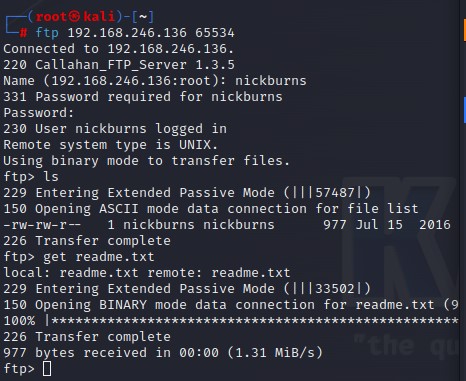 ┌──(root㉿kali)-[~]
└─# ftp 192.168.246.136 65534
Connected to 192.168.246.136.
220 Callahan_FTP_Server 1.3.5
Name (192.168.246.136:root): nickburns
331 Password required for nickburns
Password:
230 User nickburns logged in
Remote system type is UNIX.
Using binary mode to transfer files.
ftp> ls
229 Entering Extended Passive Mode (|||57487|)
150 Opening ASCII mode data connection for file list
-rw-rw-r--   1 nickburns nickburns      977 Jul 15  2016
226 Transfer complete
ftp> get readme.txt
local: readme.txt remote: readme.txt
229 Entering Extended Passive Mode (|||33502|)
150 Opening BINARY mode data connection for readme.txt (9
100% |***************************************************
226 Transfer complete
977 bytes received in 00:00 (1.31 MiB/s)
ftp>
"the qu